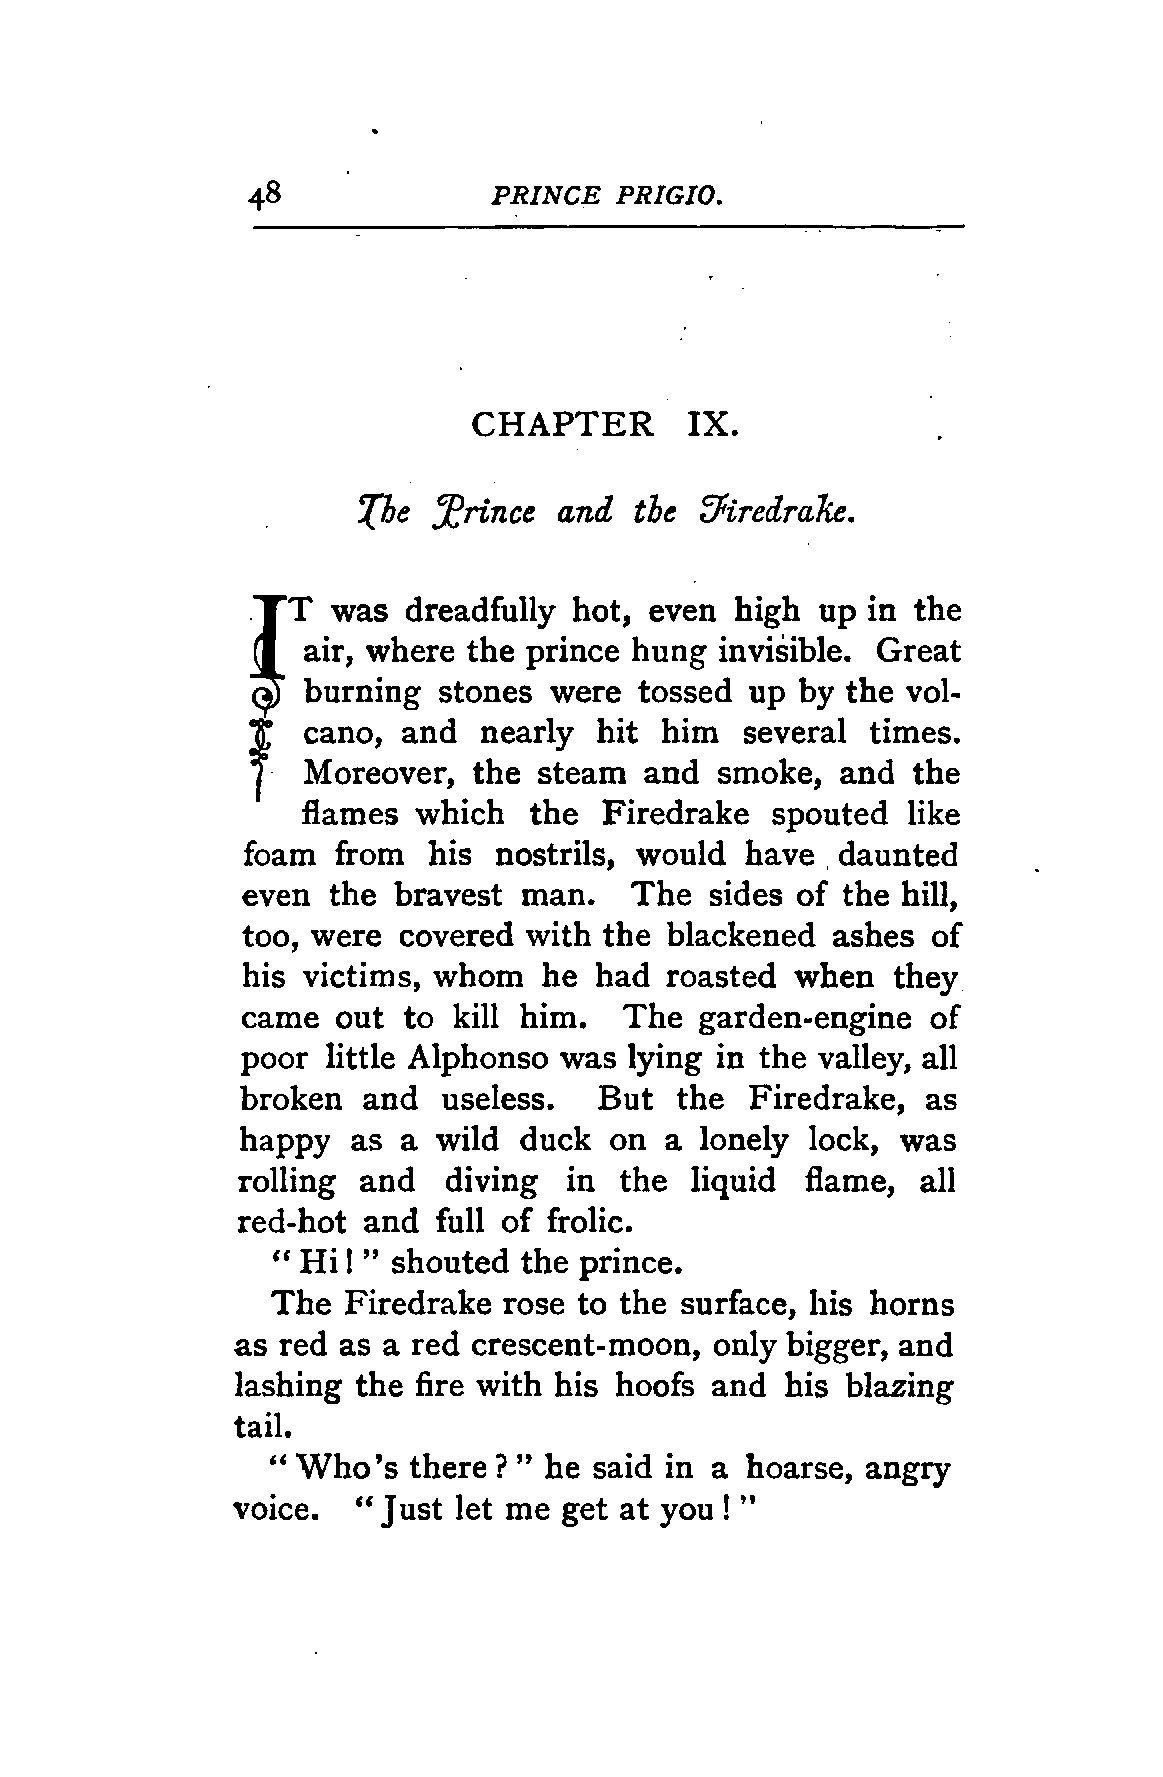 48 PRINCE PRIGIO.
CHAPTER IX.
The Prince and the Firedrake.
IT was dreadfully hot, even high up in the
air, where the prince hung invisible. Great
burning stones were tossed up by the vol-
cano, and nearly hit him several times.
Moreover, the steam and smoke, and the
flames which the Firedrake spouted like
foam from his nostrils, would have daunted
even the bravest man. The sides of the hill,
too, were covered with the blackened ashes of
his victims, whom he had roasted when they
came out to kill him. The garden-engine of
poor little Alphonso was lying in the valley, all
broken and useless. But the Firedrake, as
happy as a wild duck on a lonely lock, was
rolling and diving in the liquid flame, all
red-hot and full of frolic.
“ Hi! ” shouted the prince.
The Firedrake rose to the surface, his horns
as red as a red crescent-moon, only bigger, and
lashing the fire with his hoofs and his blazing
tail.
“ Who's there? ” he said in a hoarse, angry
voice. “ Just let me get at you! ”